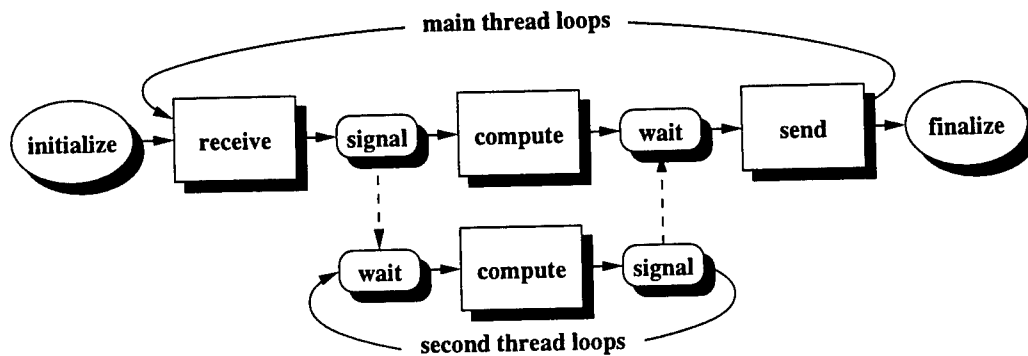 main thread loops
initialize
receive
signal
compute
wait
send
finalize
wait
compute
signal
second thread loops